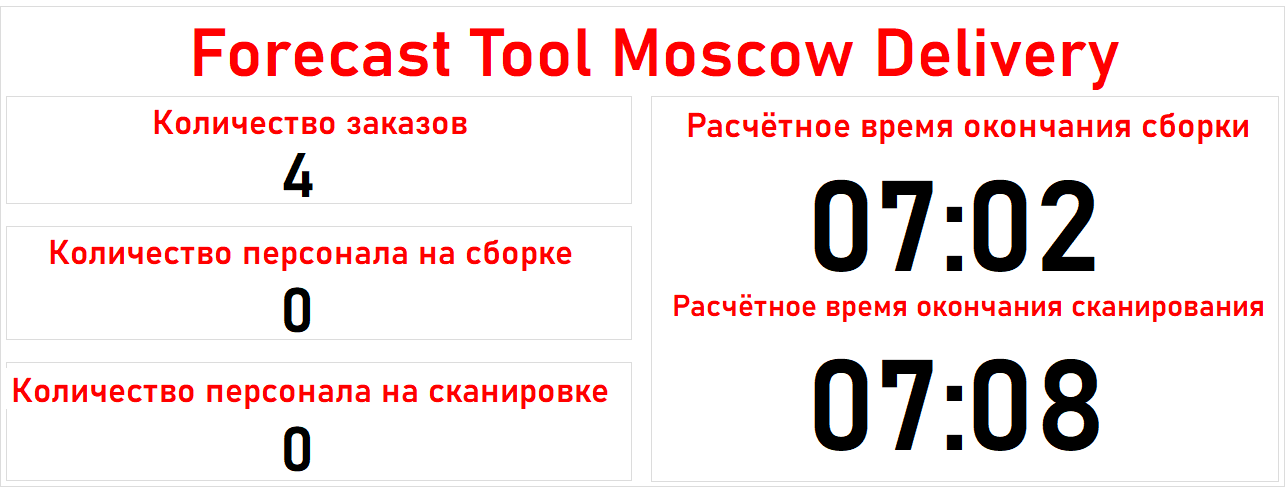 Forecast Tool Moscow Delivery
Количество заказов
4
Количество персонала на сборке
0
Количество персонала на сканировке
0
Расчётное время окончания сборки
07:02
Расчётное время окончания сканирования
07:08